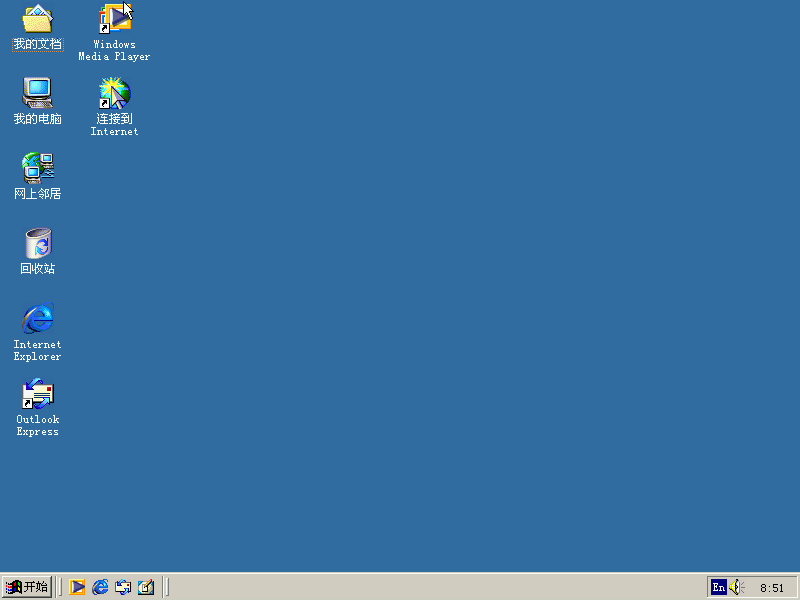 我的文档
Windows
Media Player
我的电脑
连接到
Internet
网上邻居
回收站
Internet
Explorer
Outlook
Express
开始
En
8:51